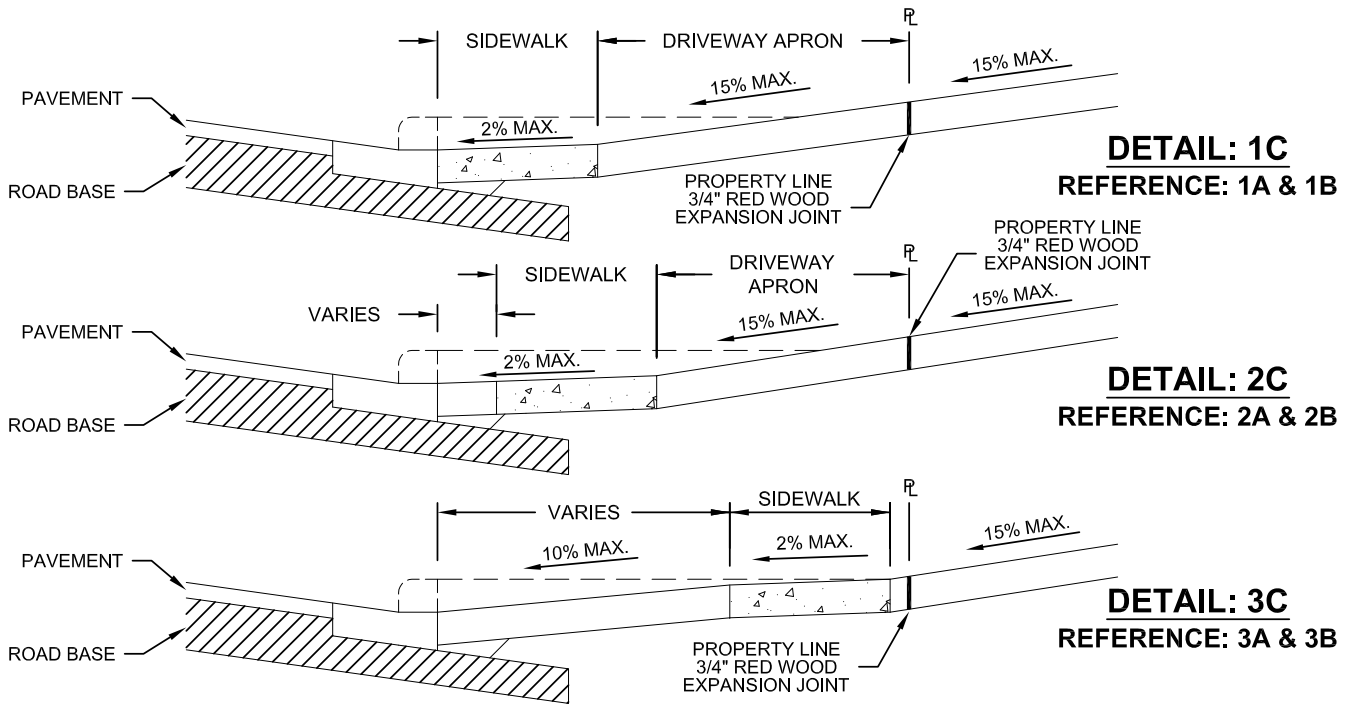 ℄
SIDEWALK
DRIVEWAY APRON
15% MAX.
15% MAX.
PAVEMENT
2% MAX.
ROAD BASE
PROPERTY LINE
3/4" RED WOOD
EXPANSION JOINT
DETAIL: 1C
REFERENCE: 1A & 1B
PROPERTY LINE
3/4" RED WOOD
EXPANSION JOINT
PL
SIDEWALK
DRIVEWAY
APRON
VARIES
15% MAX.
15% MAX.
PAVEMENT
2% MAX.
ROAD BASE
DETAIL: 2C
REFERENCE: 2A & 2B
PL
SIDEWALK
VARIES
15% MAX.
10% MAX.
2% MAX.
PAVEMENT
ROAD BASE
PROPERTY LINE
3/4" RED WOOD
EXPANSION JOINT
DETAIL: 3C
REFERENCE: 3A & 3B